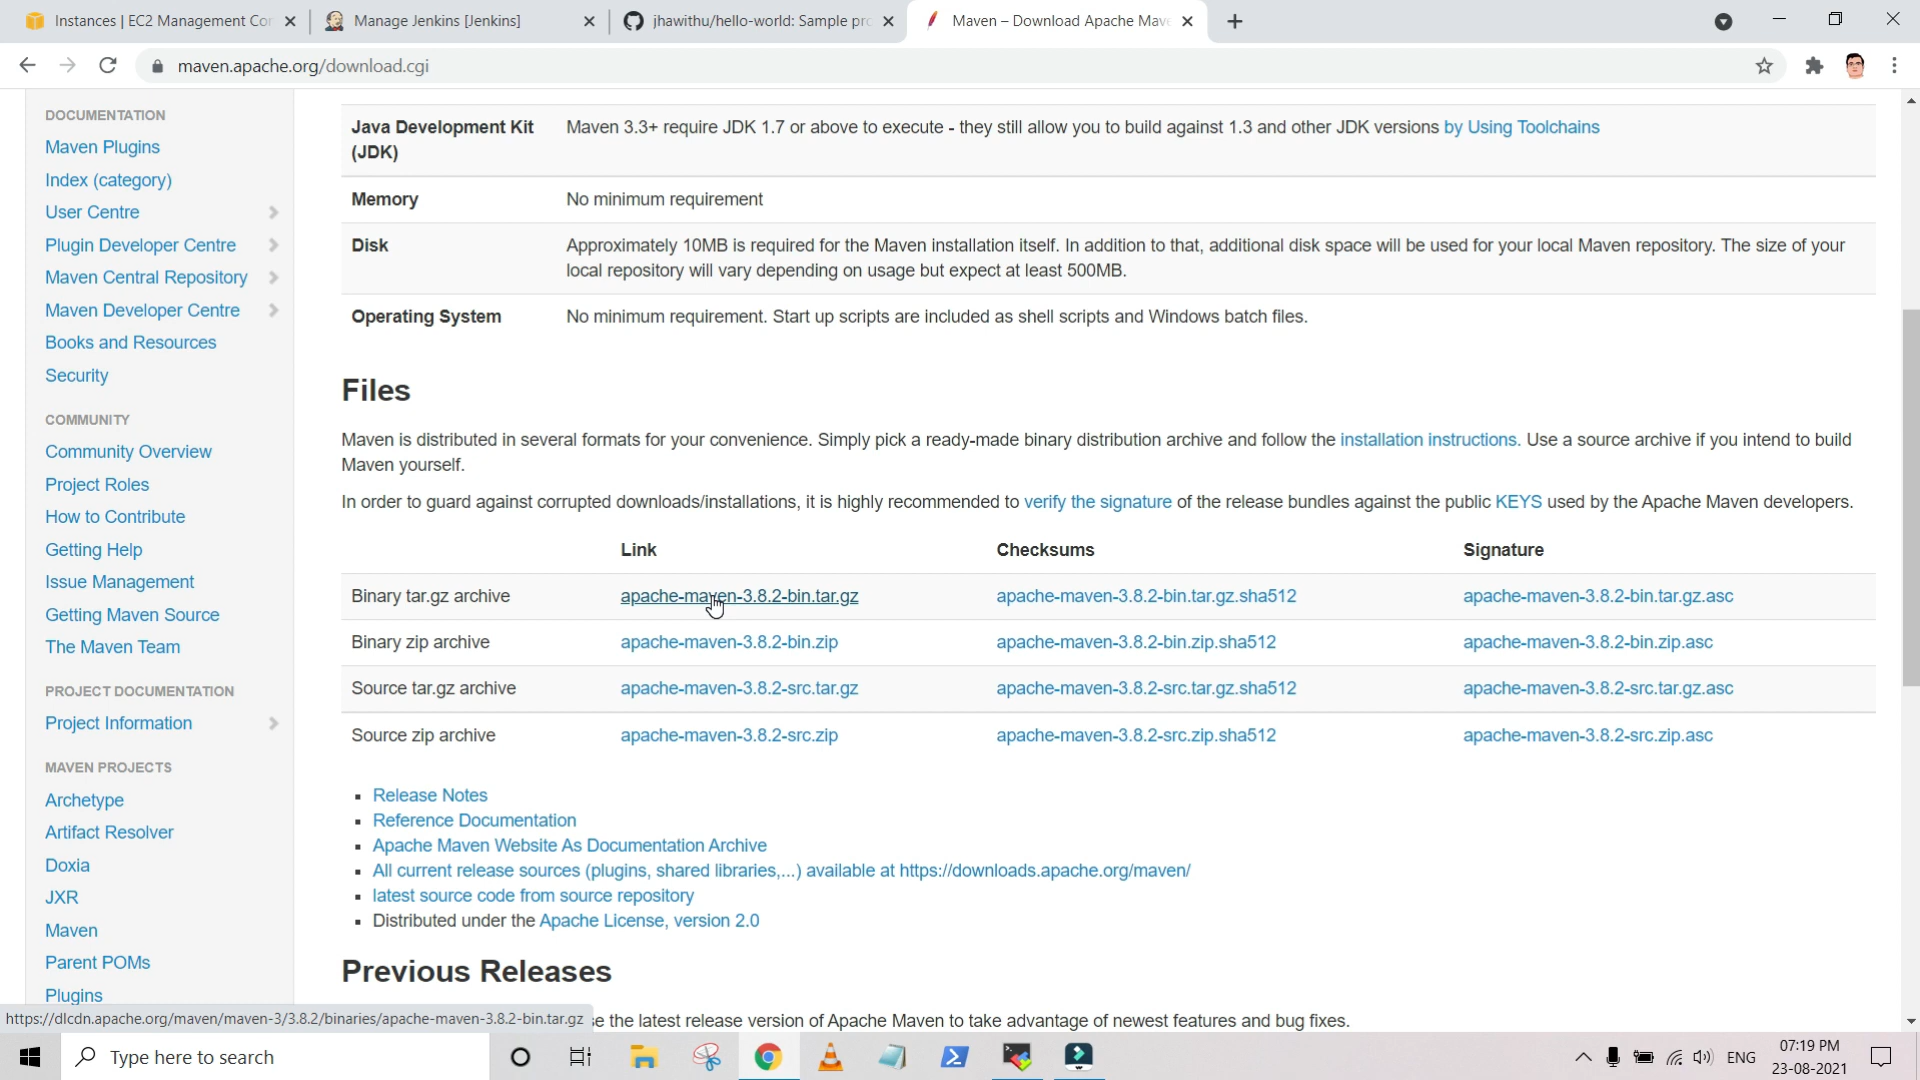 Instances | EC2 Management Con
Manage Jenkins [Jenkins]
jhawithu/hello-world: Sample pro
Maven – Download Apache Mav
maven.apache.org/download.cgi
DOCUMENTATION
Maven Plugins
Index (category)
User Centre
Plugin Developer Centre
Maven Central Repository
Maven Developer Centre
Books and Resources
Security
COMMUNITY
Community Overview
Project Roles
How to Contribute
Getting Help
Issue Management
Getting Maven Source
The Maven Team
PROJECT DOCUMENTATION
Project Information
MAVEN PROJECTS
Archetype
Artifact Resolver
Doxia
JXR
Maven
Parent POMs
Plugins
Java Development Kit (JDK) Maven 3.3+ require JDK 1.7 or above to execute - they still allow you to build against 1.3 and other JDK versions by Using Toolchains
Memory No minimum requirement
Disk Approximately 10MB is required for the Maven installation itself. In addition to that, additional disk space will be used for your local Maven repository. The size of your
local repository will vary depending on usage but expect at least 500MB.
Operating System No minimum requirement. Start up scripts are included as shell scripts and Windows batch files.
Files
Maven is distributed in several formats for your convenience. Simply pick a ready-made binary distribution archive and follow the installation instructions. Use a source archive if you intend to build
Maven yourself.
In order to guard against corrupted downloads/installations, it is highly recommended to verify the signature of the release bundles against the public KEYS used by the Apache Maven developers.
Link Checksums Signature
Binary tar.gz archive apache-maven-3.8.2-bin.tar.gz apache-maven-3.8.2-bin.tar.gz.sha512 apache-maven-3.8.2-bin.tar.gz.asc
Binary zip archive apache-maven-3.8.2-bin.zip apache-maven-3.8.2-bin.zip.sha512 apache-maven-3.8.2-bin.zip.asc
Source tar.gz archive apache-maven-3.8.2-src.tar.gz apache-maven-3.8.2-src.tar.gz.sha512 apache-maven-3.8.2-src.tar.gz.asc
Source zip archive apache-maven-3.8.2-src.zip apache-maven-3.8.2-src.zip.sha512 apache-maven-3.8.2-src.zip.asc
Release Notes
Reference Documentation
Apache Maven Website As Documentation Archive
All current release sources (plugins, shared libraries,...) available at https://downloads.apache.org/maven/
latest source code from source repository
Distributed under the Apache License, version 2.0
Previous Releases
se the latest release version of Apache Maven to take advantage of newest features and bug fixes.
https://dlcdn.apache.org/maven/maven-3/3.8.2/binaries/apache-maven-3.8.2-bin.tar.gz
Type here to search
ENG
07:19 PM
23-08-2021